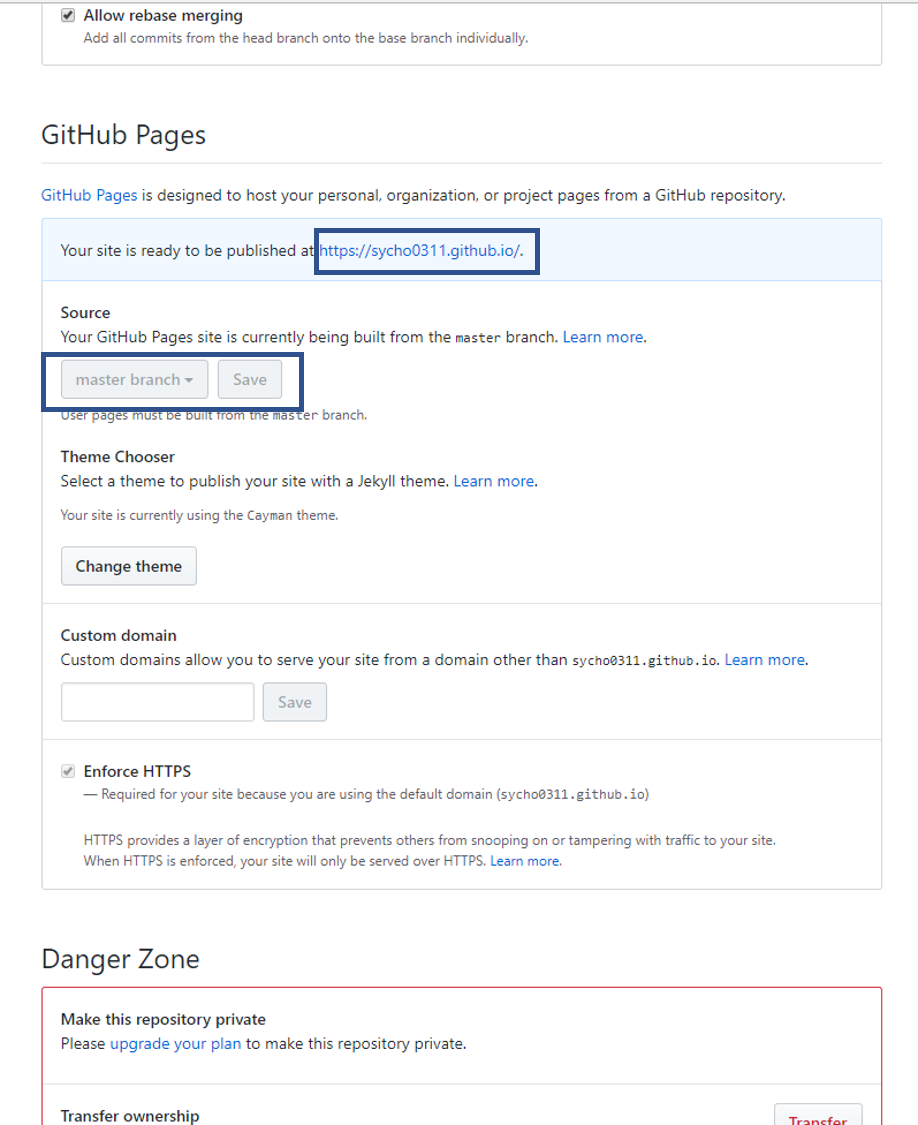 Allow rebase merging
Add all commits from the head branch onto the base branch individually.
GitHub Pages
GitHub Pages is designed to host your personal, organization, or project pages from a GitHub repository.
Your site is ready to be published at https://sycho0311.github.io/.
Source
Your GitHub Pages site is currently being built from the master branch. Learn more.
master branch Save
User pages must be built from the master branch.
Theme Chooser
Select a theme to publish your site with a Jekyll theme. Learn more.
Your site is currently using the Cayman theme.
Change theme
Custom domain
Custom domains allow you to serve your site from a domain other than sycho0311.github.io. Learn more.
Save
Enforce HTTPS
— Required for your site because you are using the default domain (sycho0311.github.io)
HTTPS provides a layer of encryption that prevents others from snooping on or tampering with traffic to your site.
When HTTPS is enforced, your site will only be served over HTTPS. Learn more.
Danger Zone
Make this repository private
Please upgrade your plan to make this repository private.
Transfer ownership
Transfer